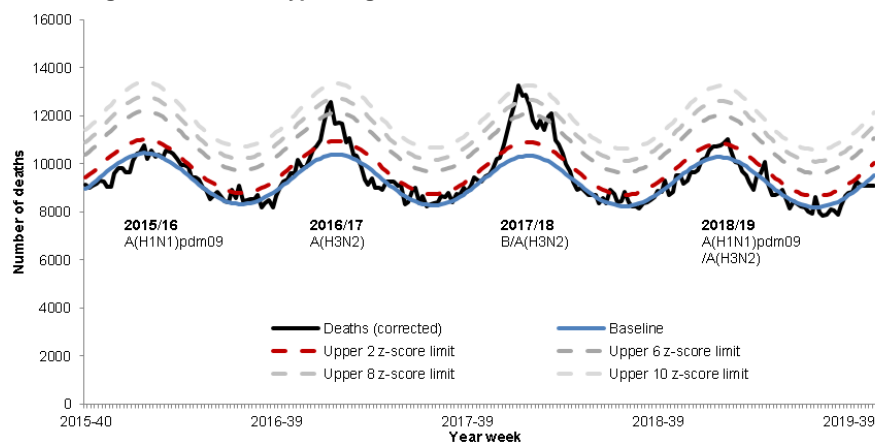 16000
14000
12000
10000
8000
6000
4000
2000
0
Number of deaths
2015/16
A(H1N1)pdm09
2016/17
A(H3N2)
2017/18
B/A(H3N2)
2018/19
A(H1N1)pdm09
/A(H3N2)
Deaths (corrected)
Baseline
Upper 2 z-score limit
Upper 6 z-score limit
Upper 8 z-score limit
Upper 10 z-score limit
2015-40
2016-39
2017-39
2018-39
2019-39
Year week